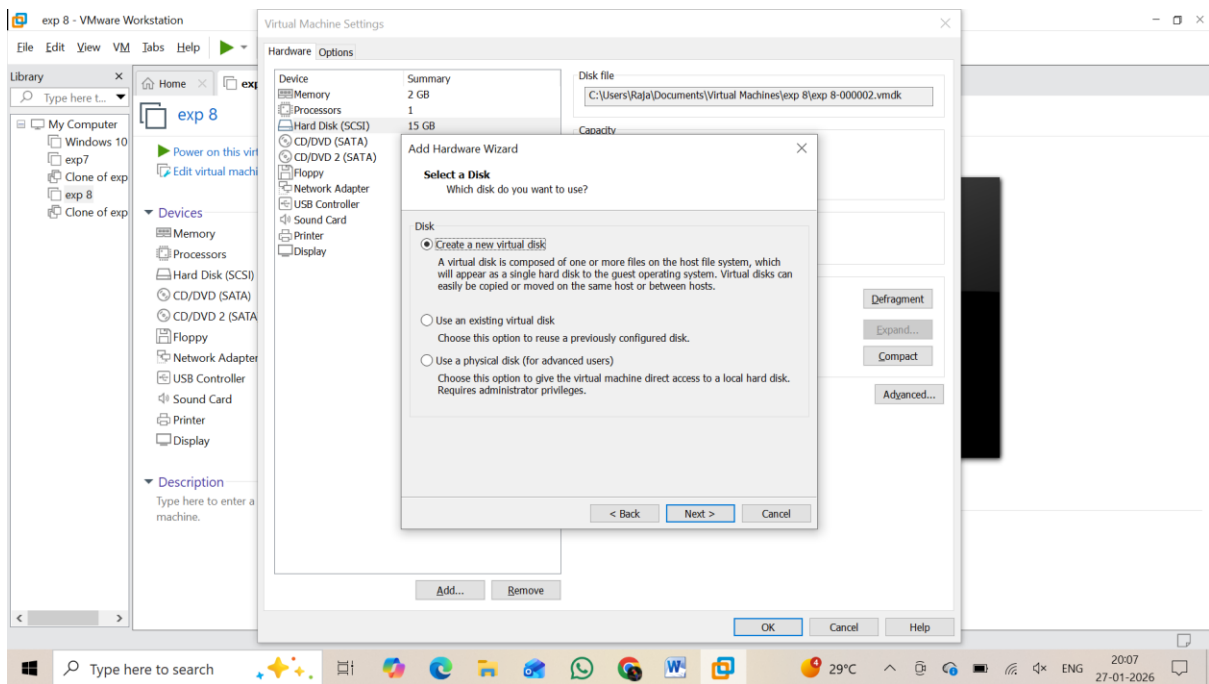 exp 8 - VMware Workstation
File Edit View VM Tabs Help
Library
Type here t...
My Computer
Windows 10
exp7
Clone of exp
exp 8
Clone of exp
Home
exp
exp 8
Power on this virt
Edit virtual machi
Devices
Memory
Processors
Hard Disk (SCSI)
CD/DVD (SATA)
CD/DVD 2 (SATA
Floppy
Network Adapter
USB Controller
Sound Card
Printer
Display
Description
Type here to enter a
machine.
Virtual Machine Settings
Hardware Options
Device Summary
Memory 2 GB
Processors 1
Hard Disk (SCSI) 15 GB
CD/DVD (SATA)
CD/DVD 2 (SATA)
Floppy
Network Adapter
USB Controller
Sound Card
Printer
Display
Add... Remove
Disk file
C:\Users\Raja\Documents\Virtual Machines\exp 8\exp 8-000002.vmdk
Capacity
Defragment
Expand...
Compact
Advanced...
OK Cancel Help
Add Hardware Wizard
Select a Disk
Which disk do you want to use?
Disk
Create a new virtual disk
A virtual disk is composed of one or more files on the host file system, which
will appear as a single hard disk to the guest operating system. Virtual disks can
easily be copied or moved on the same host or between hosts.
Use an existing virtual disk
Choose this option to reuse a previously configured disk.
Use a physical disk (for advanced users)
Choose this option to give the virtual machine direct access to a local hard disk.
Requires administrator privileges.
< Back Next > Cancel
Type here to search
29°C
ENG
20:07
27-01-2026